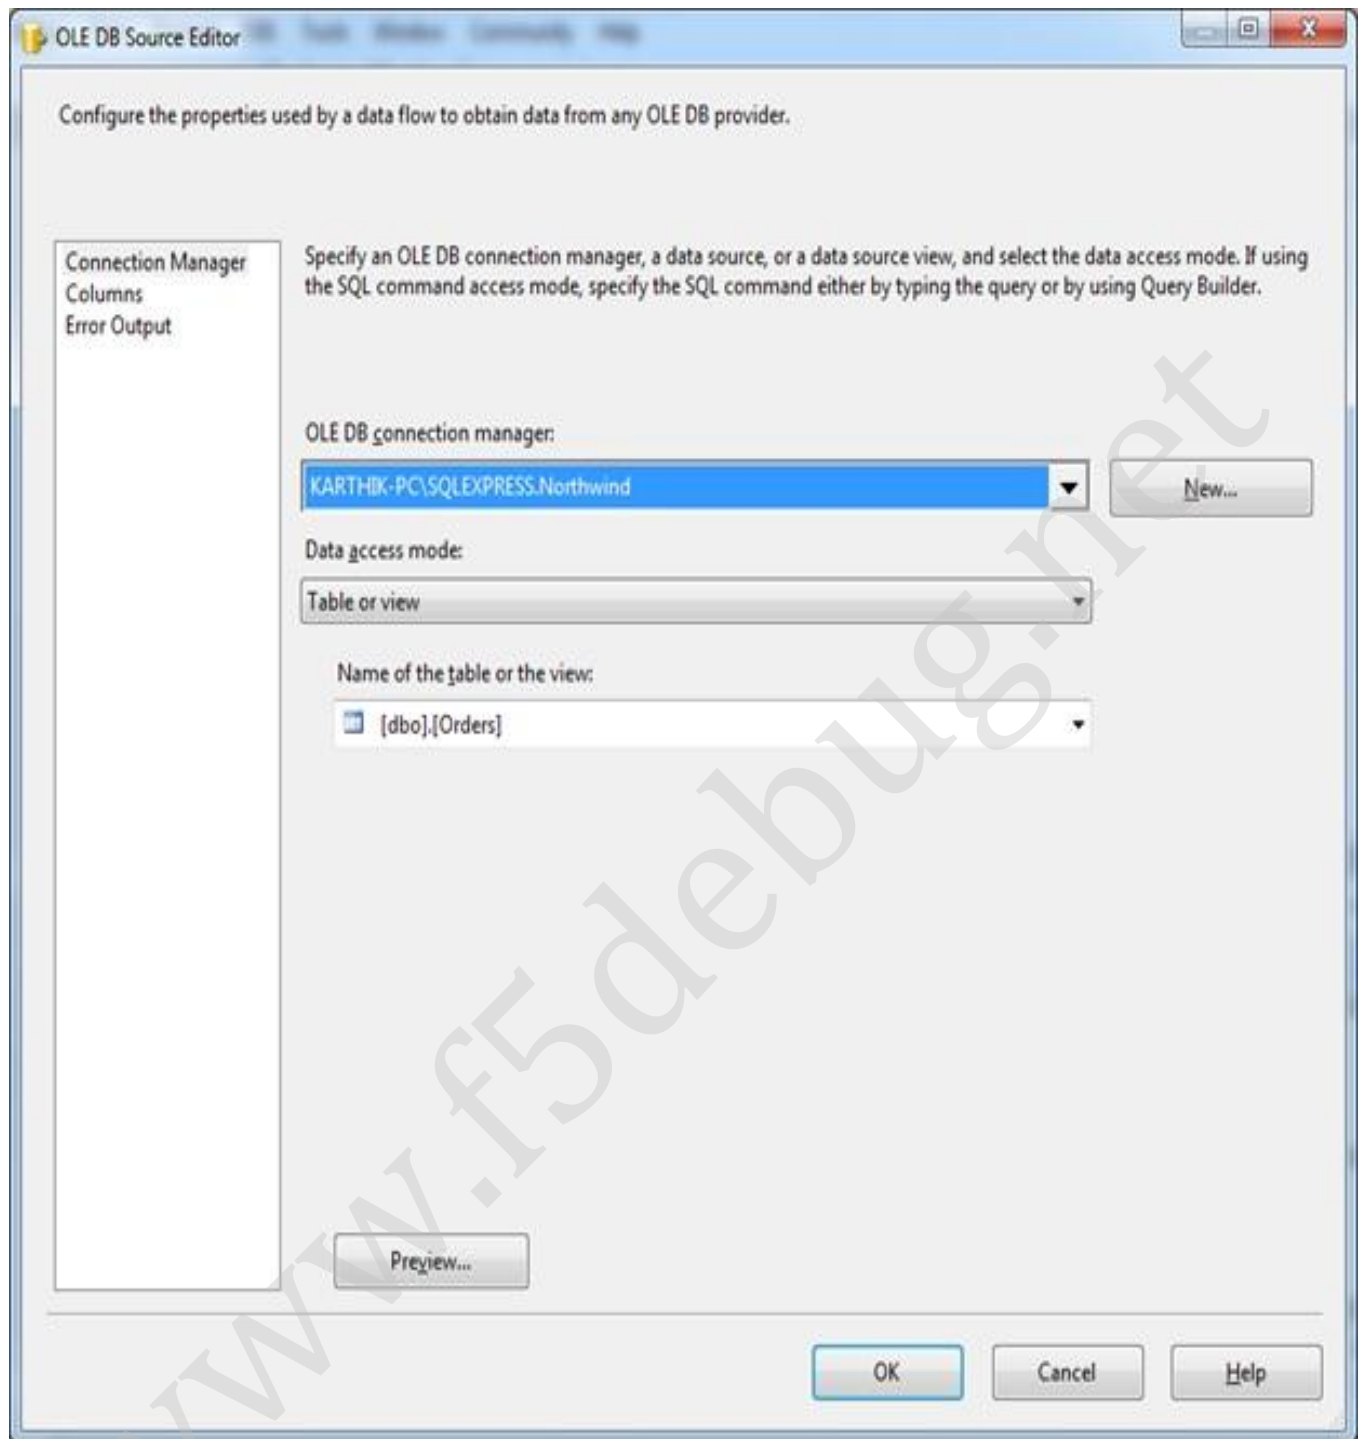 OLE DB Source Editor
Tools Window Community Help
Configure the properties used by a data flow to obtain data from any OLE DB provider.
Connection Manager
Columns
Error Output
Specify an OLE DB connection manager, a data source, or a data source view, and select the data access mode. If using
the SQL command access mode, specify the SQL command either by typing the query or by using Query Builder.
OLE DB connection manager:
KARTHIK-PC\SQLEXPRESS.Northwind
New...
Data access mode:
Table or view
Name of the table or the view:
[dbo].[Orders]
Preview...
OK
Cancel
Help
www.f5debug.net